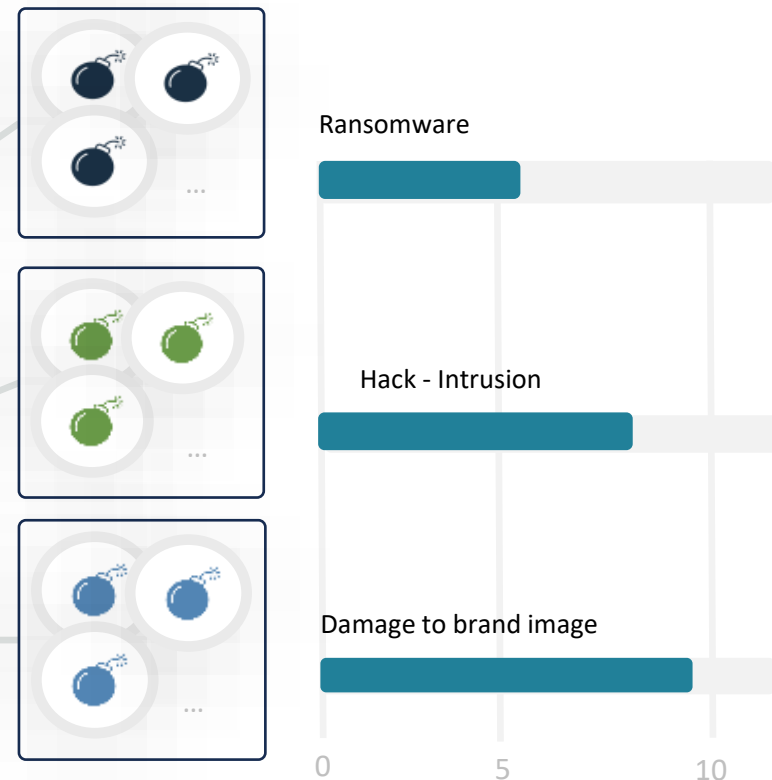 ...
Ransomware
...
Hack - Intrusion
...
Damage to brand image
0 5 10